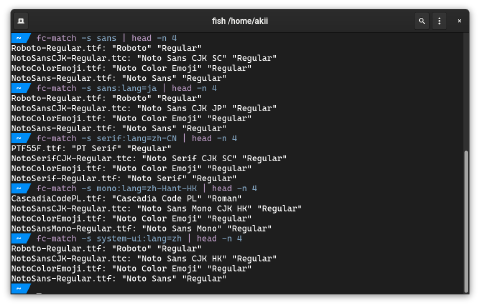 fish /home/akii
~ fc-match -s sans | head -n 4
Roboto-Regular.ttf: "Roboto" "Regular"
NotoSansCJK-Regular.ttc: "Noto Sans CJK SC" "Regular"
NotoColorEmoji.ttf: "Noto Color Emoji" "Regular"
NotoSans-Regular.ttf: "Noto Sans" "Regular"
~ fc-match -s sans:lang=ja | head -n 4
Roboto-Regular.ttf: "Roboto" "Regular"
NotoSansCJK-Regular.ttc: "Noto Sans CJK JP" "Regular"
NotoColorEmoji.ttf: "Noto Color Emoji" "Regular"
NotoSans-Regular.ttf: "Noto Sans" "Regular"
~ fc-match -s serif:lang=zh-CN | head -n 4
PTF55F.ttf: "PT Serif" "Regular"
NotoSerifCJK-Regular.ttc: "Noto Serif CJK SC" "Regular"
NotoColorEmoji.ttf: "Noto Color Emoji" "Regular"
NotoSerif-Regular.ttf: "Noto Serif" "Regular"
~ fc-match -s mono:lang=zh-Hant-HK | head -n 4
CascadiaCodePL.ttf: "Cascadia Code PL" "Roman"
NotoSansCJK-Regular.ttc: "Noto Sans Mono CJK HK" "Regular"
NotoColorEmoji.ttf: "Noto Color Emoji" "Regular"
NotoSansMono-Regular.ttf: "Noto Sans Mono" "Regular"
~ fc-match -s system-ui:lang=zh | head -n 4
Roboto-Regular.ttf: "Roboto" "Regular"
NotoSansCJK-Regular.ttc: "Noto Sans CJK HK" "Regular"
NotoColorEmoji.ttf: "Noto Color Emoji" "Regular"
NotoSans-Regular.ttf: "Noto Sans" "Regular"
~